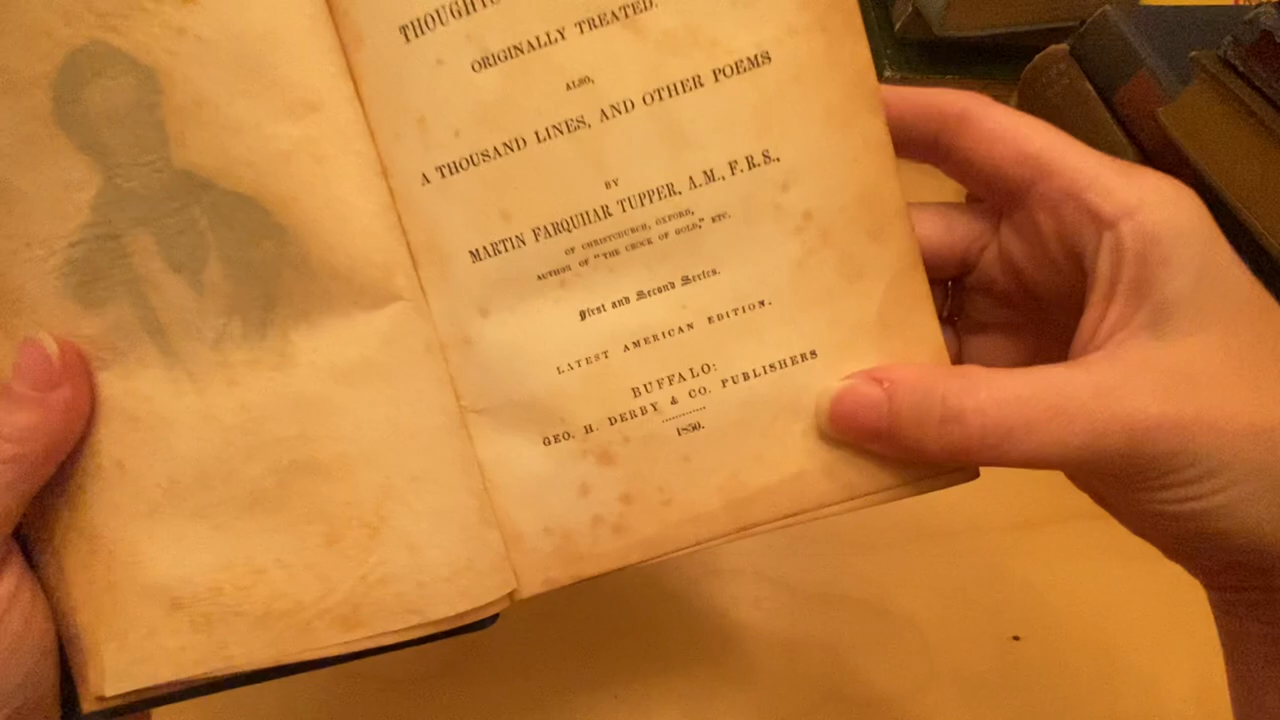 THOUGHTS
ORIGINALLY TREATED.
ALSO,
A THOUSAND LINES, AND OTHER POEMS
BY
MARTIN FARQUHAR TUPPER, A.M., F.R.S.,
OF CHRISTCHURCH, OXFORD,
AUTHOR OF "THE CROCK OF GOLD," ETC.
First and Second Series.
LATEST AMERICAN EDITION.
BUFFALO:
GEO. H. DERBY & CO. PUBLISHERS
1850.